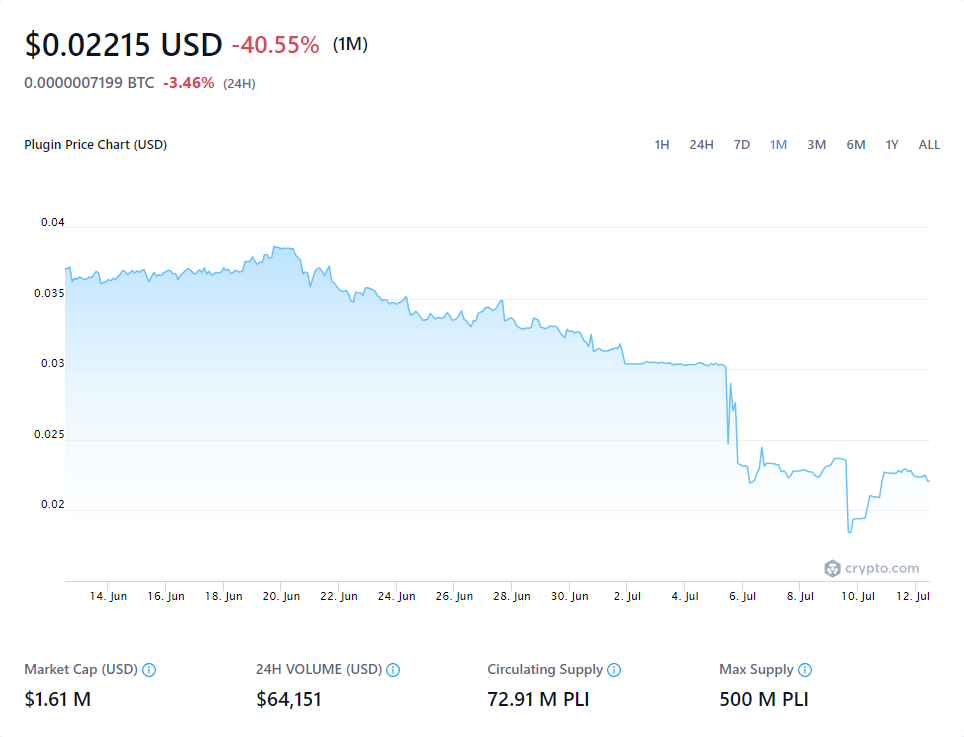 $0.02215 USD -40.55% (1M)
0.0000007199 BTC -3.46% (24H)
Plugin Price Chart (USD)
1H 24H 7D 1M 3M 6M 1Y ALL
0.04
0.035
0.03
0.025
0.02
crypto.com
14. Jun 16. Jun 18. Jun 20. Jun 22. Jun 24. Jun 26. Jun 28. Jun 30. Jun 2. Jul 4. Jul 6. Jul 8. Jul 10. Jul 12. Jul
Market Cap (USD) 24H VOLUME (USD) Circulating Supply Max Supply
$1.61 M $64,151 72.91 M PLI 500 M PLI